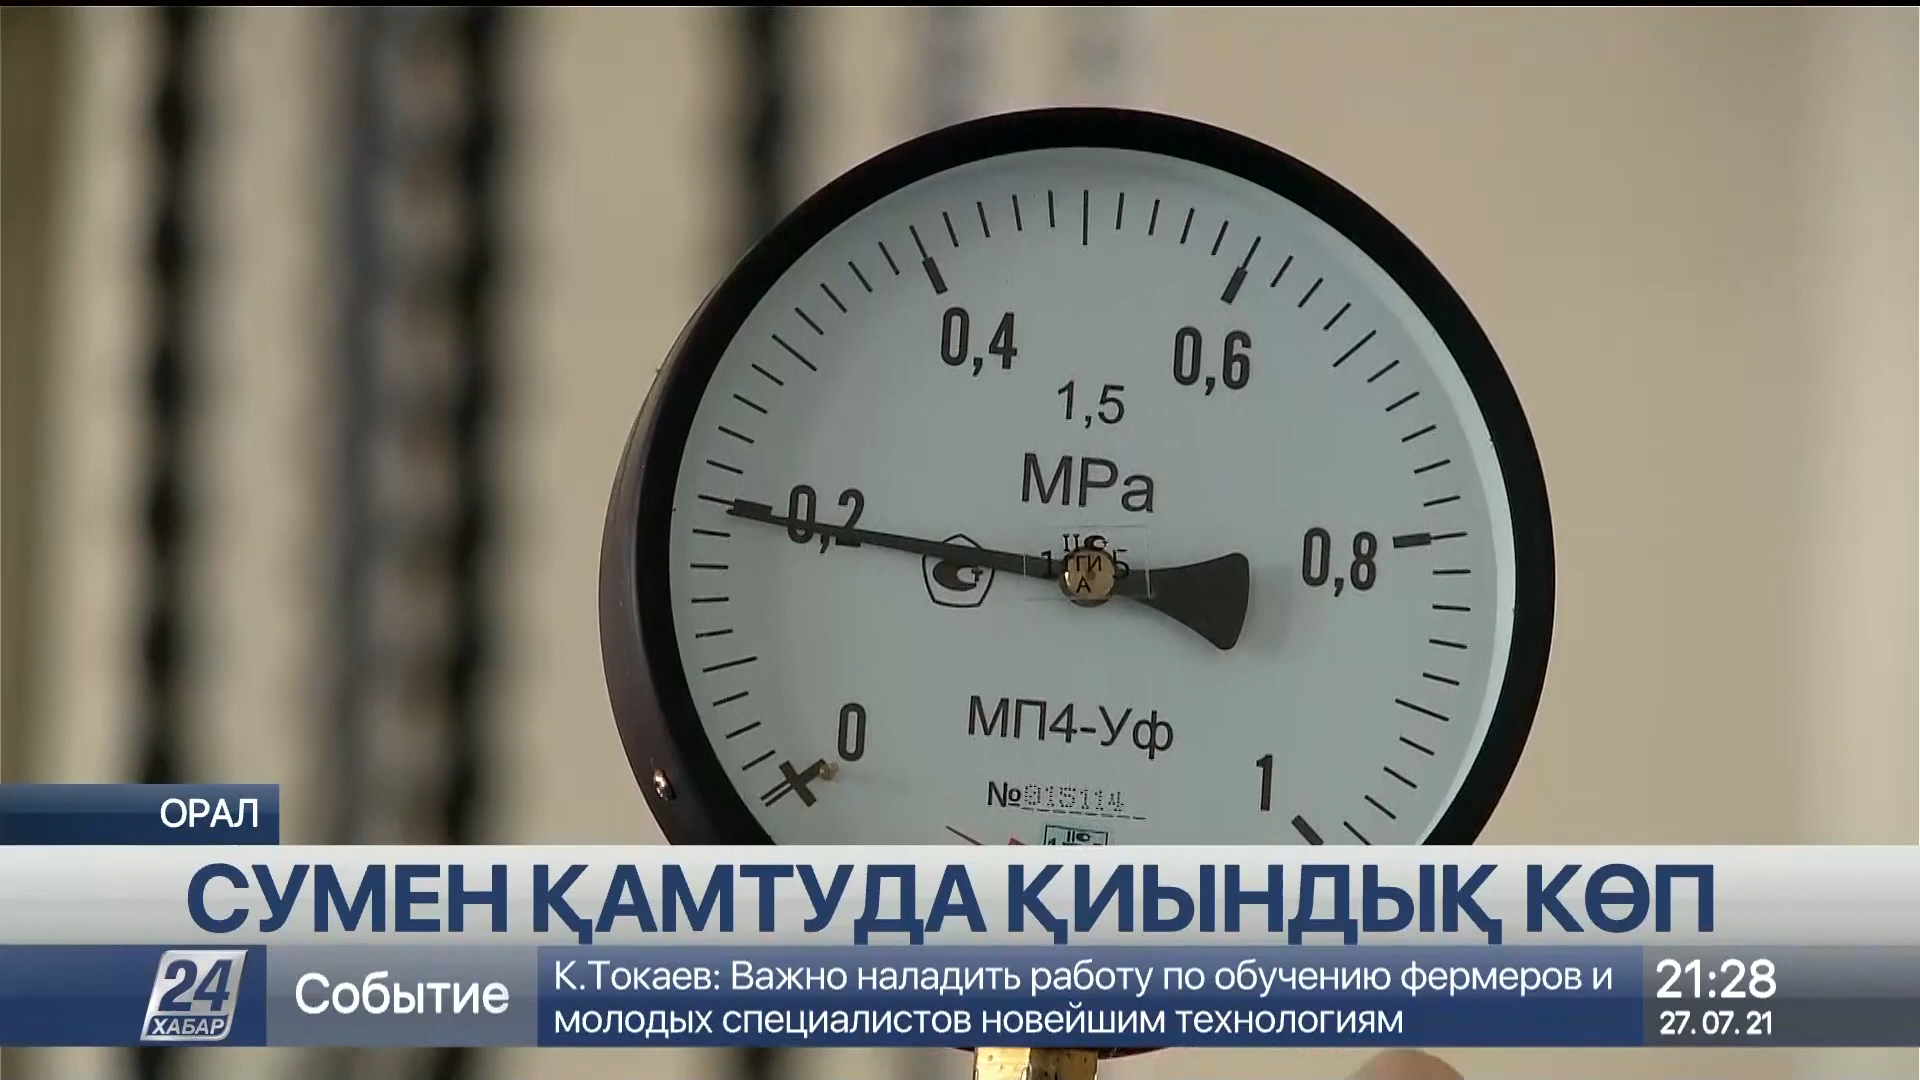 0,4
0,6
1,5
MPa
0,2
0,8
МП4-Уф
0
1
№015114
ОРАЛ
СУМЕН ҚАМТУДА ҚИЫНДЫҚ КӨП
24
ХАБАР
Событие
К.Токаев: Важно наладить работу по обучению фермеров и
молодых специалистов новейшим технологиям
21:28
27. 07. 21